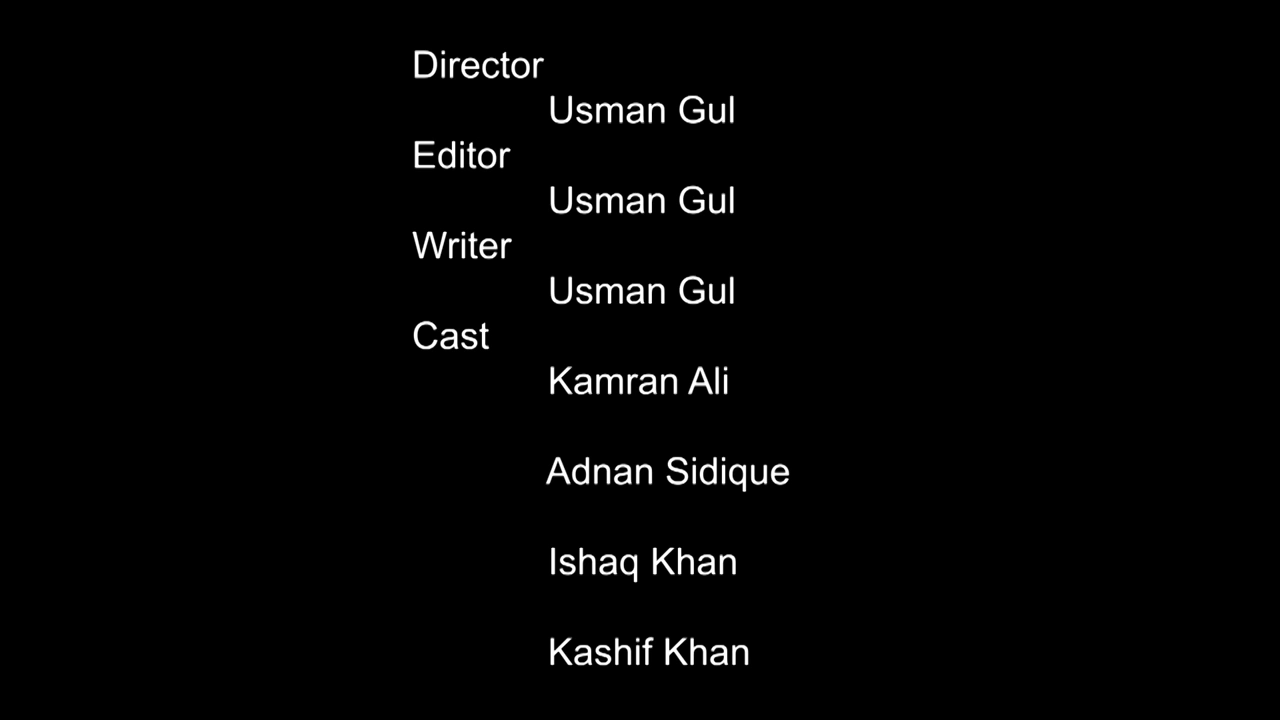 Director
Usman Gul
Editor
Usman Gul
Writer
Usman Gul
Cast
Kamran Ali
Adnan Sidique
Ishaq Khan
Kashif Khan